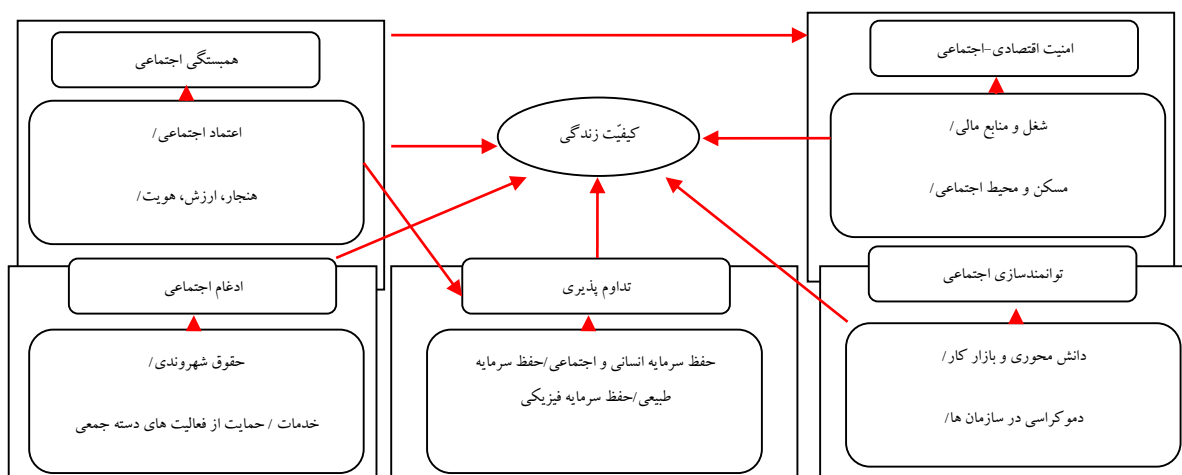 امنیت اقتصادی-اجتماعی
شغل و منابع مالی/
مسکن و محیط اجتماعی/
کیفیّت زندگی
همبستگی اجتماعی
اعتماد اجتماعی/
هنجار، ارزش، هویت/
توانمندسازی اجتماعی
دانش محوری و بازار کار/
دموکراسی در سازمان ها/
تداوم پذیری
حفظ سرمایه انسانی و اجتماعی/حفظ سرمایه
طبیعی/حفظ سرمایه فیزیکی
ادغام اجتماعی
حقوق شهروندی/
خدمات / حمایت از فعالیت های دسته جمعی